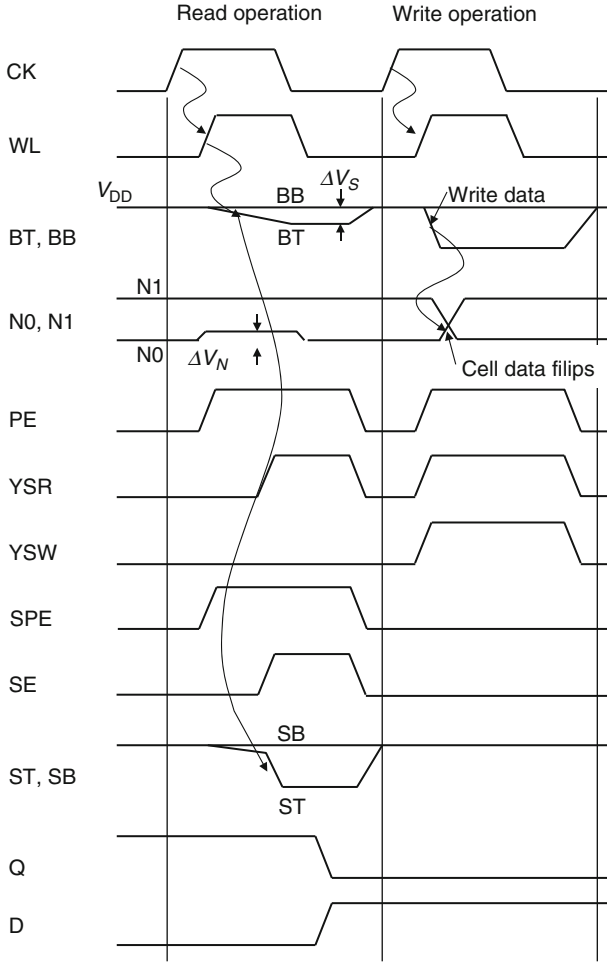 Read operation
Write operation
CK
WL
V_DD
BB
ΔV_S
Write data
BT, BB
BT
N1
N0, N1
N0
ΔV_N
Cell data filips
PE
YSR
YSW
SPE
SE
SB
ST, SB
ST
Q
D